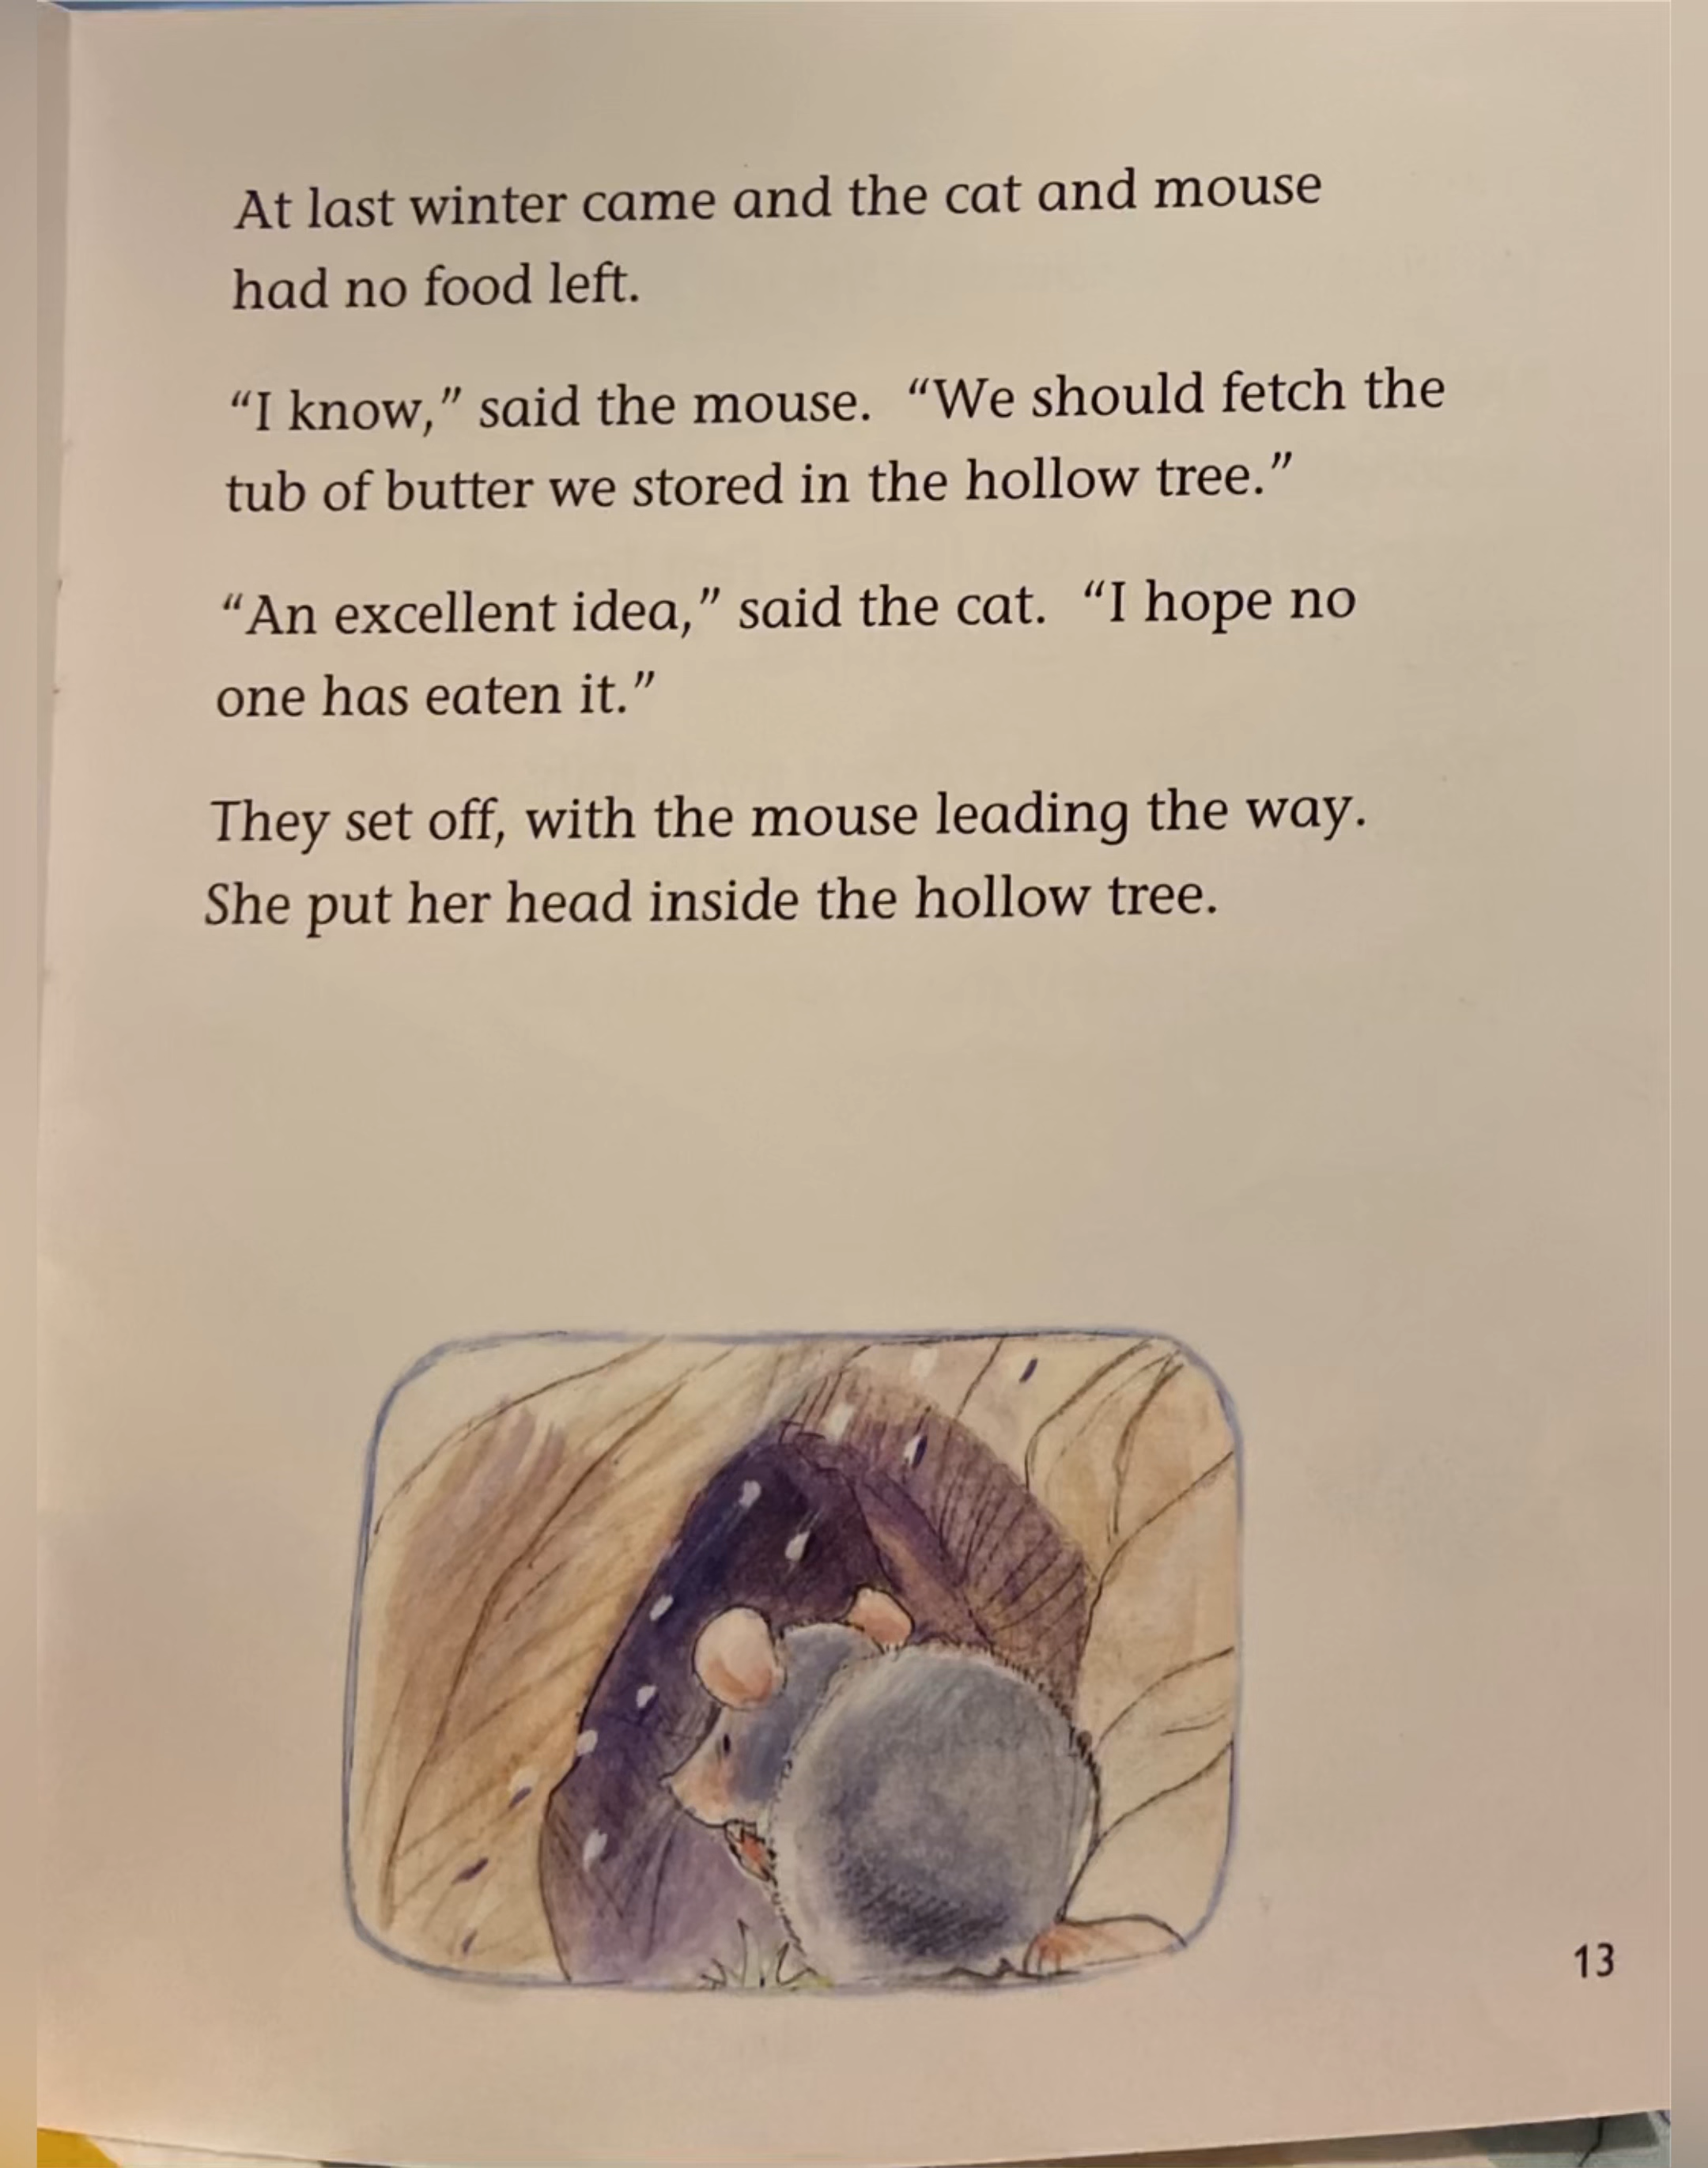 At last winter came and the cat and mouse
had no food left.
“I know,” said the mouse. “We should fetch the
tub of butter we stored in the hollow tree.”
“An excellent idea,” said the cat. “I hope no
one has eaten it.”
They set off, with the mouse leading the way.
She put her head inside the hollow tree.
13